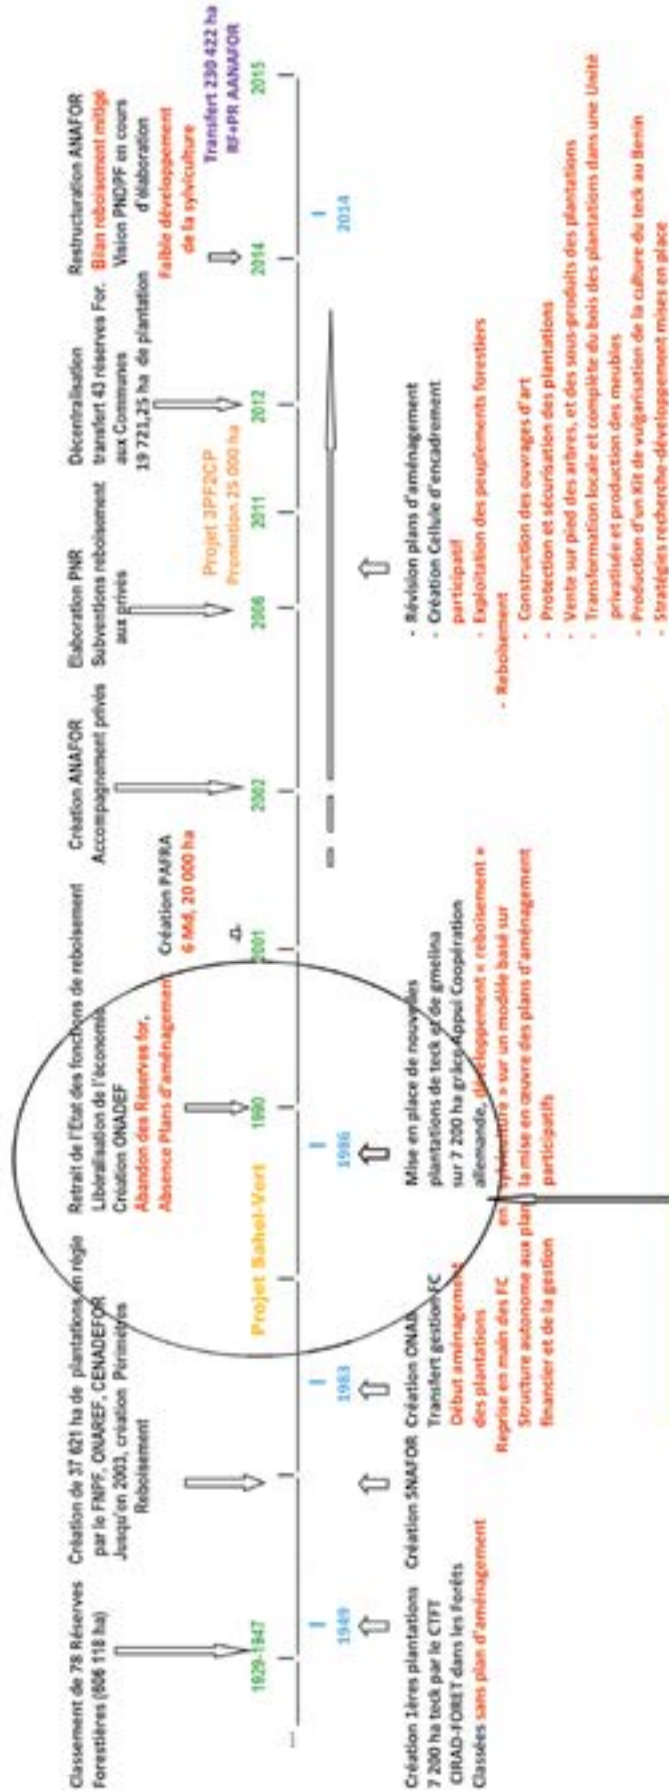 Classement de 78 Réserves
Forestières (606 118 ha)
Création de 37 621 ha de plantations en régie
par le FNPF, ONAREF, CENADEFOR
Jusqu'en 2003, création Périmètres
Reboisement
Retrait de l'Etat des fonctions de reboisement
Libéralisation de l'économie
Création ONADEF
Abandon des Réserves for,
Absence Plans d'aménagement
Création PAFRA
6 Md, 20 000 ha
Création ANAFOR
Accompagnement privés
Elaboration PNR
Subventions reboisement
aux privés
Projet 3PF2CP
Promotion 25 000 ha
Décentralisation
transfert 43 réserves For.
aux Communes
19 721,25 ha de plantation
Restructuration ANAFOR
Bilan reboisement mitigé
Vision PNDPF en cours
d'élaboration
Faible développement
de la sylviculture
Transfert 230 422 ha
RF+PR AANAFOR
Projet Sahel-Vert
1929-1947
1990
2001
2002
2006
2011
2012
2014
2015
1949
1983
1986
2014
Création 1ères plantations
7 200 ha teck par le CTFT
CIRAD-FORET dans les Forêts
Classées sans plan d'aménagement
Création SNAFOR
Création ONAB
Transfert gestion FC
Début aménagement
des plantations
Reprise en main des FC
Structure autonome aux plan
financier et de la gestion
Mise en place de nouvelles
plantations de teck et de gmelina
sur 7 200 ha grâce Appui Coopération
allemande, développement « reboisement »
en sylviculture » sur un modèle basé sur
la mise en œuvre des plans d'aménagement
participatifs
- Révision plans d'aménagement
- Création Cellule d'encadrement
participatif
- Exploitation des peuplements forestiers
- Reboisement
- Construction des ouvrages d'art
- Protection et sécurisation des plantations
- Vente sur pied des arbres, et des sous-produits des plantations
- Transformation locale et complète du bois des plantations dans une Unité
privatisée et production des meubles
- Production d'un Kit de vulgarisation de la culture du teck au Benin
- Stratégies recherche-développement mises en place